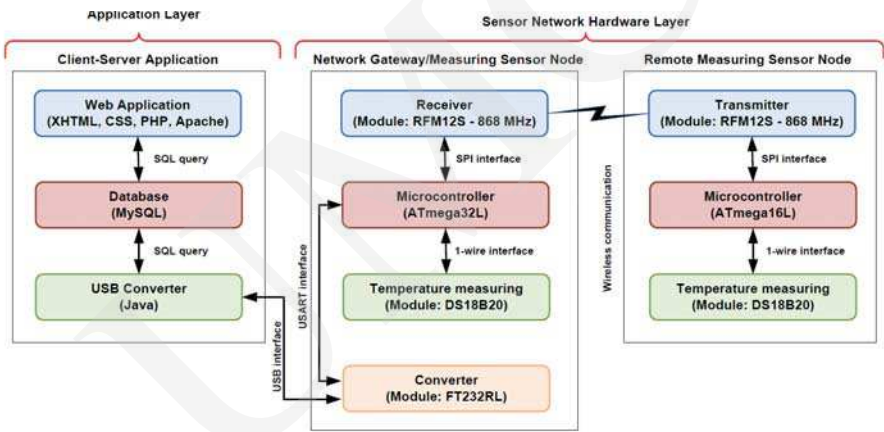 Application Layer
Sensor Network Hardware Layer
Client-Server Application
Network Gateway/Measuring Sensor Node
Remote Measuring Sensor Node
Web Application
(XHTML, CSS, PHP, Apache)
SQL query
Database
(MySQL)
SQL query
USB Converter
(Java)
USB interface
USART interface
Receiver
(Module: RFM12S - 868 MHz)
SPI interface
Microcontroller
(ATmega32L)
1-wire interface
Temperature measuring
(Module: DS18B20)
Converter
(Module: FT232RL)
Wireless communication
Transmitter
(Module: RFM12S - 868 MHz)
SPI interface
Microcontroller
(ATmega16L)
1-wire interface
Temperature measuring
(Module: DS18B20)